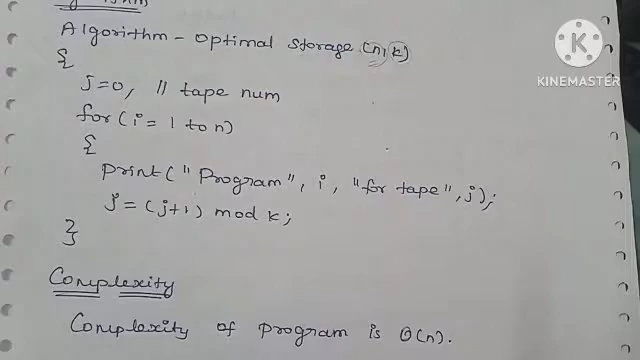 Algorithm - optimal storage (n, k)
{
j=0, // tape num
for(i= 1 to n)
{
print("Program", i, "for tape", j);
j=(j+1) mod k;
}
Complexity
Complexity of program is θ(n).
K
KINEMASTER